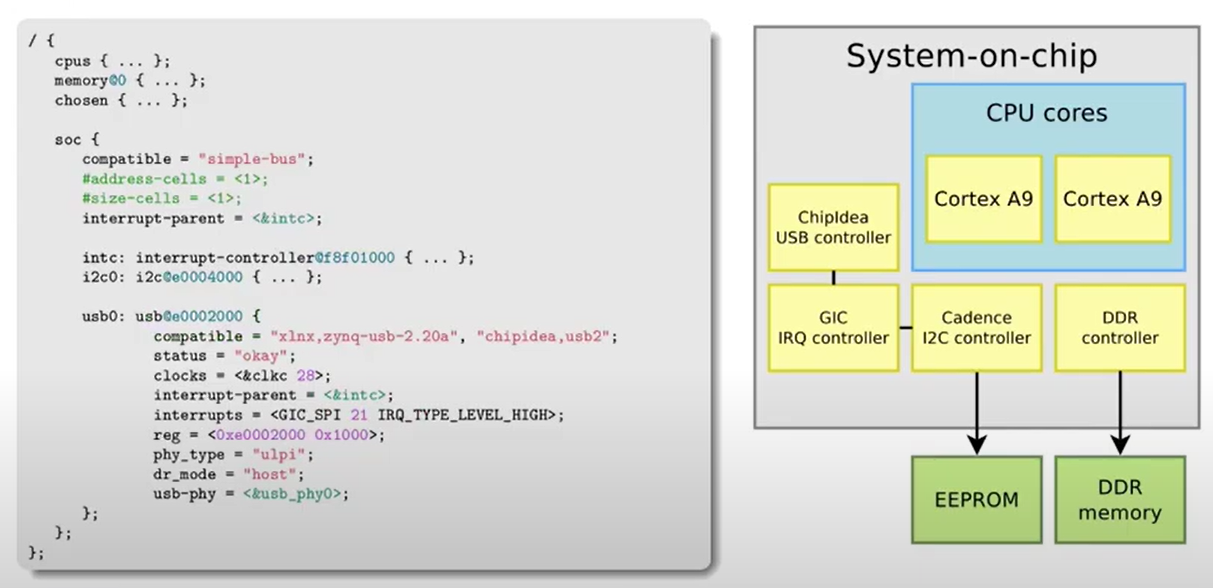 / {
cpus { ... };
memory@0 { ... };
chosen { ... };
soc {
compatible = "simple-bus";
#address-cells = <1>;
#size-cells = <1>;
interrupt-parent = <&intc>;
intc: interrupt-controller@f8f01000 { ... };
i2c0: i2c@e0004000 { ... };
usb0: usb@e0002000 {
compatible = "xlnx,zynq-usb-2.20a", "chipidea,usb2";
status = "okay";
clocks = <&clkc 28>;
interrupt-parent = <&intc>;
interrupts = <GIC_SPI 21 IRQ_TYPE_LEVEL_HIGH>;
reg = <0xe0002000 0x1000>;
phy_type = "ulpi";
dr_mode = "host";
usb-phy = <&usb_phy0>;
};
};
};
System-on-chip
CPU cores
Cortex A9
Cortex A9
ChipIdea
USB controller
GIC
IRQ controller
Cadence
I2C controller
DDR
controller
EEPROM
DDR
memory